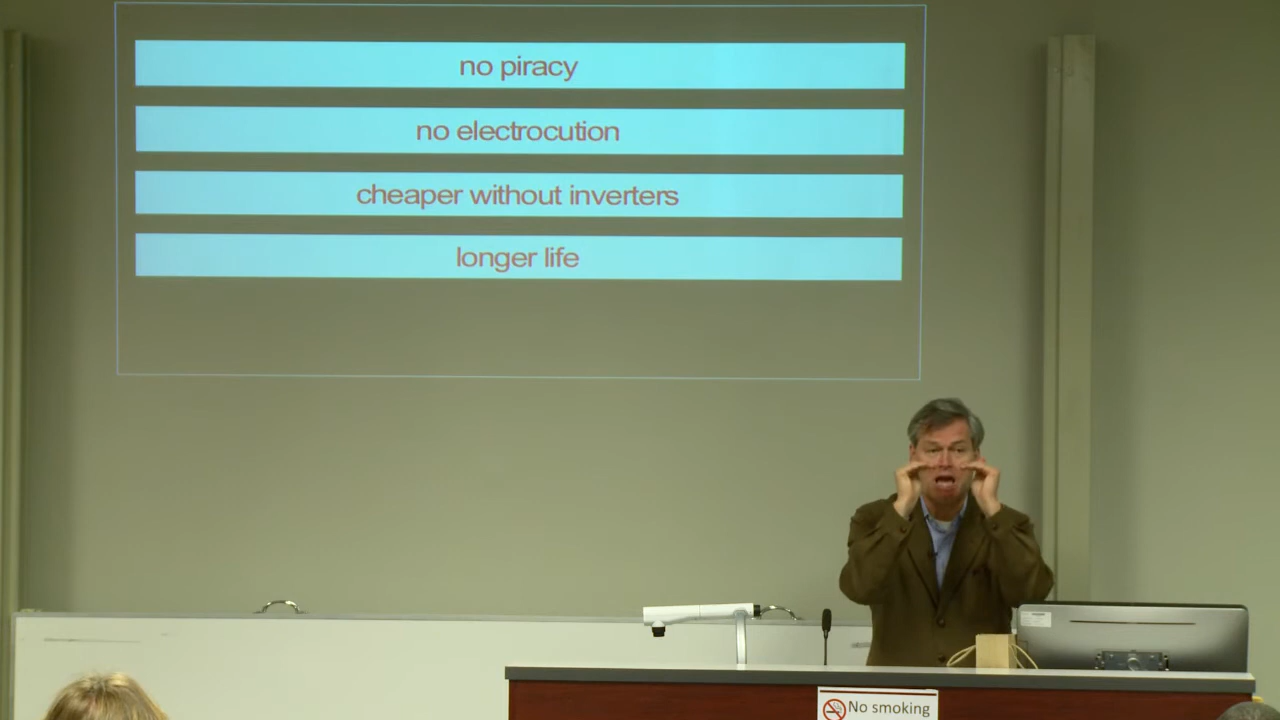 no piracy
no electrocution
cheaper without inverters
longer life
No smoking